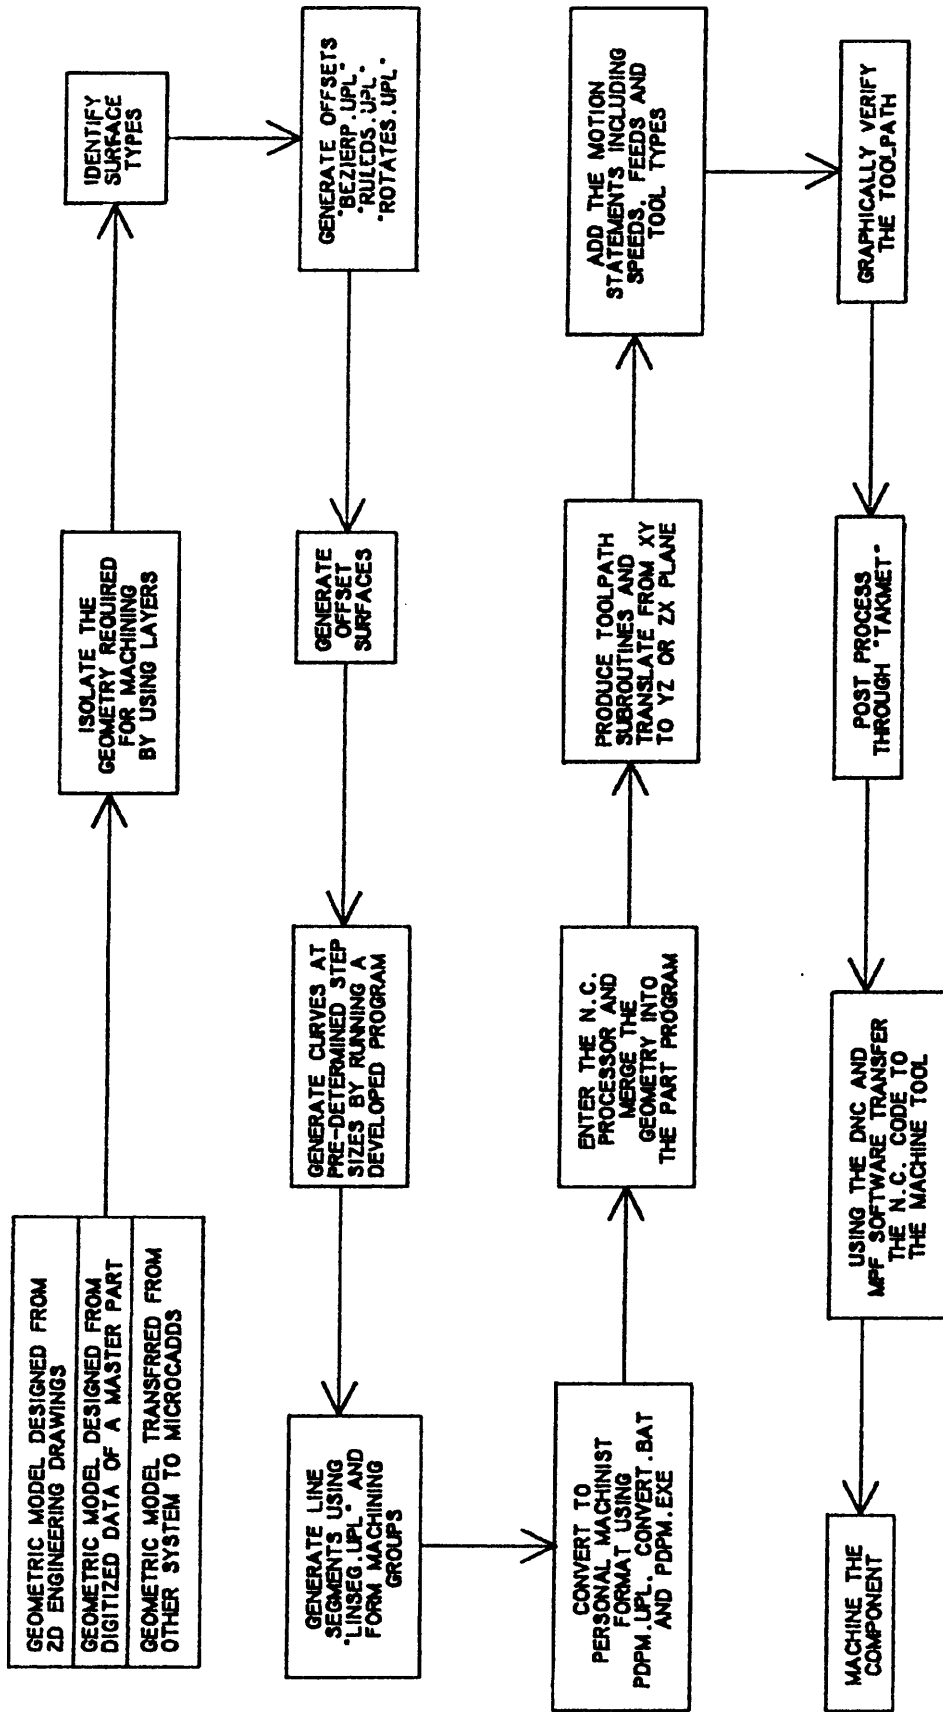 GEOMETRIC MODEL DESIGNED FROM
2D ENGINEERING DRAWINGS
GEOMETRIC MODEL DESIGNED FROM
DIGITIZED DATA OF A MASTER PART
GEOMETRIC MODEL TRANSFRRED FROM
OTHER SYSTEM TO MICROCADDS
ISOLATE THE
GEOMETRY REQUIRED
FOR MACHINING
BY USING LAYERS
IDENTIFY
SURFACE
TYPES
GENERATE OFFSETS
"BEZIERP.UPL"
"RULEDS.UPL"
"ROTATES.UPL"
GENERATE
OFFSET
SURFACES
GENERATE CURVES AT
PRE-DETERMINED STEP
SIZES BY RUNNING A
DEVELOPED PROGRAM
GENERATE LINE
SEGMENTS USING
"LINSEG.UPL" AND
FORM MACHINING
GROUPS
CONVERT TO
PERSONAL MACHINIST
FORMAT USING
PDPM.UPL. CONVERT.BAT
AND PDPM.EXE
ENTER THE N.C.
PROCESSOR AND
MERGE THE
GEOMETRY INTO
THE PART PROGRAM
PRODUCE TOOLPATH
SUBROUTINES AND
TRANSLATE FROM XY
TO YZ OR ZX PLANE
ADD THE MOTION
STATEMENTS INCLUDING
SPEEDS, FEEDS AND
TOOL TYPES
GRAPHICALLY VERIFY
THE TOOLPATH
POST PROCESS
THROUGH "TAKMET"
USING THE DNC AND
MPF SOFTWARE TRANSFER
THE N.C. CODE TO
THE MACHINE TOOL
MACHINE THE
COMPONENT